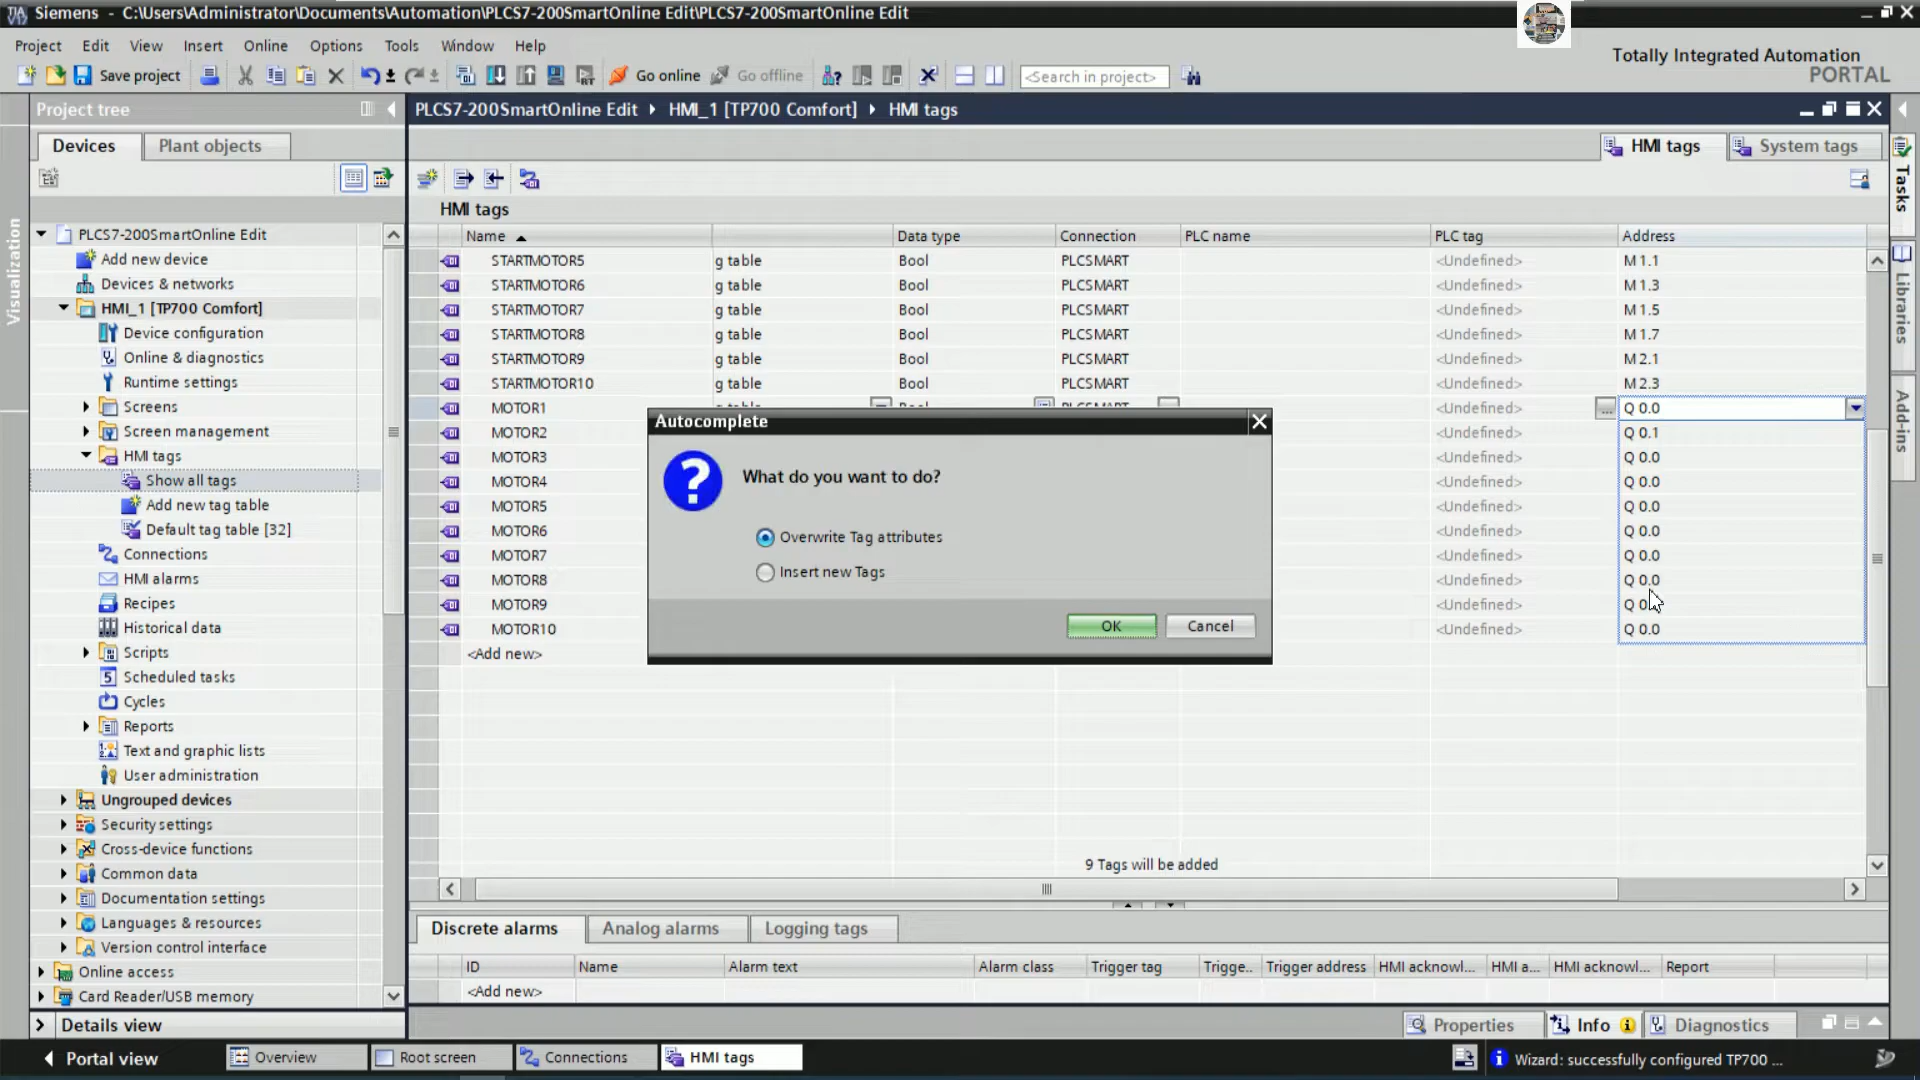 Siemens - C:\Users\Administrator\Documents\Automation\PLCS7-200SmartOnline Edit\PLCS7-200SmartOnline Edit
Project Edit View Insert Online Options Tools Window Help
Totally Integrated Automation
PORTAL
Save project
Go online
Go offline
<Search in project>
Project tree
PLCS7-200SmartOnline Edit
HMI_1 [TP700 Comfort]
HMI tags
Devices
Plant objects
HMI tags
System tags
HMI tags
Name
Data type
Connection
PLC name
PLC tag
Address
STARTMOTOR5 g table Bool PLCSMART <Undefined> M 1.1
STARTMOTOR6 g table Bool PLCSMART <Undefined> M 1.3
STARTMOTOR7 g table Bool PLCSMART <Undefined> M 1.5
STARTMOTOR8 g table Bool PLCSMART <Undefined> M 1.7
STARTMOTOR9 g table Bool PLCSMART <Undefined> M 2.1
STARTMOTOR10 g table Bool PLCSMART <Undefined> M 2.3
MOTOR1 <Undefined> ... Q 0.0
MOTOR2 <Undefined> Q 0.1
MOTOR3 <Undefined> Q 0.0
MOTOR4 <Undefined> Q 0.0
MOTOR5 <Undefined> Q 0.0
MOTOR6 <Undefined> Q 0.0
MOTOR7 <Undefined> Q 0.0
MOTOR8 <Undefined> Q 0.0
MOTOR9 <Undefined>
MOTOR10 <Undefined> Q 0.0
<Add new>
9 Tags will be added
Autocomplete
What do you want to do?
Overwrite Tag attributes
Insert new Tags
OK
Cancel
PLCS7-200SmartOnline Edit
Add new device
Devices & networks
HMI_1 [TP700 Comfort]
Device configuration
Online & diagnostics
Runtime settings
Screens
Screen management
HMI tags
Show all tags
Add new tag table
Default tag table [32]
Connections
HMI alarms
Recipes
Historical data
Scripts
Scheduled tasks
Cycles
Reports
Text and graphic lists
User administration
Ungrouped devices
Security settings
Cross-device functions
Common data
Documentation settings
Languages & resources
Version control interface
Online access
Card Reader/USB memory
Details view
Visualization
Tasks
Libraries
Add-ins
Discrete alarms
Analog alarms
Logging tags
ID Name Alarm text Alarm class Trigger tag Trigge.. Trigger address HMI acknowl... HMI a... HMI acknowl... Report
<Add new>
Properties
Info
Diagnostics
Portal view
Overview
Root screen
Connections
HMI tags
Wizard: successfully configured TP700 ...